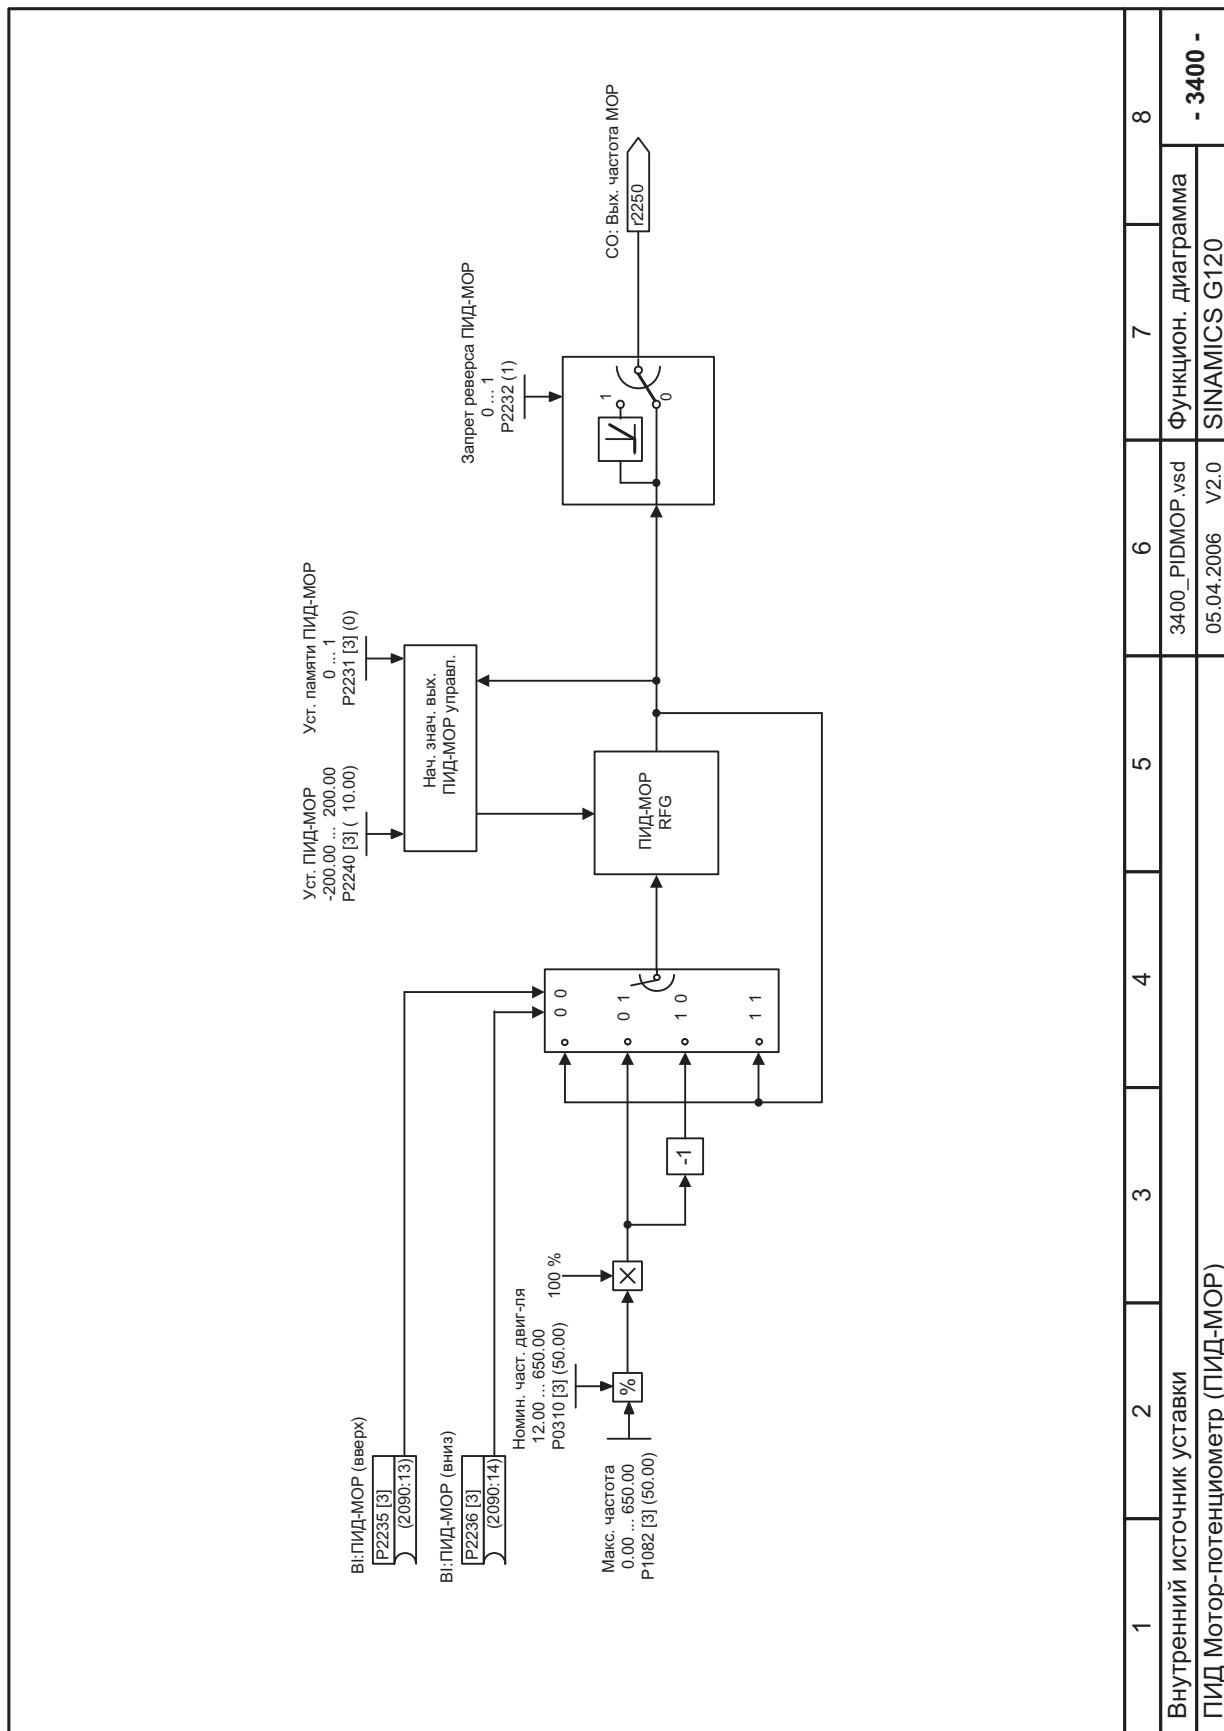 BI:ПИД-МОР (вверх)
P2235 [3]
(2090:13)
BI:ПИД-МОР (вниз)
P2236 [3]
(2090:14)
Макс. частота
0.00 ... 650.00
P1082 [3] (50.00)
Номин. част. двиг-ля
12.00 ... 650.00
P0310 [3] (50.00)
%
100 %
X
-1
0 0
0 1
1 0
1 1
Уст. ПИД-МОР
-200.00 ... 200.00
P2240 [3] ( 10.00)
Уст. памяти ПИД-МОР
0 ... 1
P2231 [3] (0)
Нач. знач. вых.
ПИД-МОР управл.
ПИД-МОР
RFG
Запрет реверса ПИД-МОР
0 ... 1
P2232 (1)
1
0
CO: Вых. частота МОР
r2250
1
2
3
4
5
6
7
8
Внутренний источник уставки
3400_PIDMOP.vsd
Функцион. диаграмма
- 3400 -
ПИД Мотор-потенциометр (ПИД-МОР)
05.04.2006
V2.0
SINAMICS G120